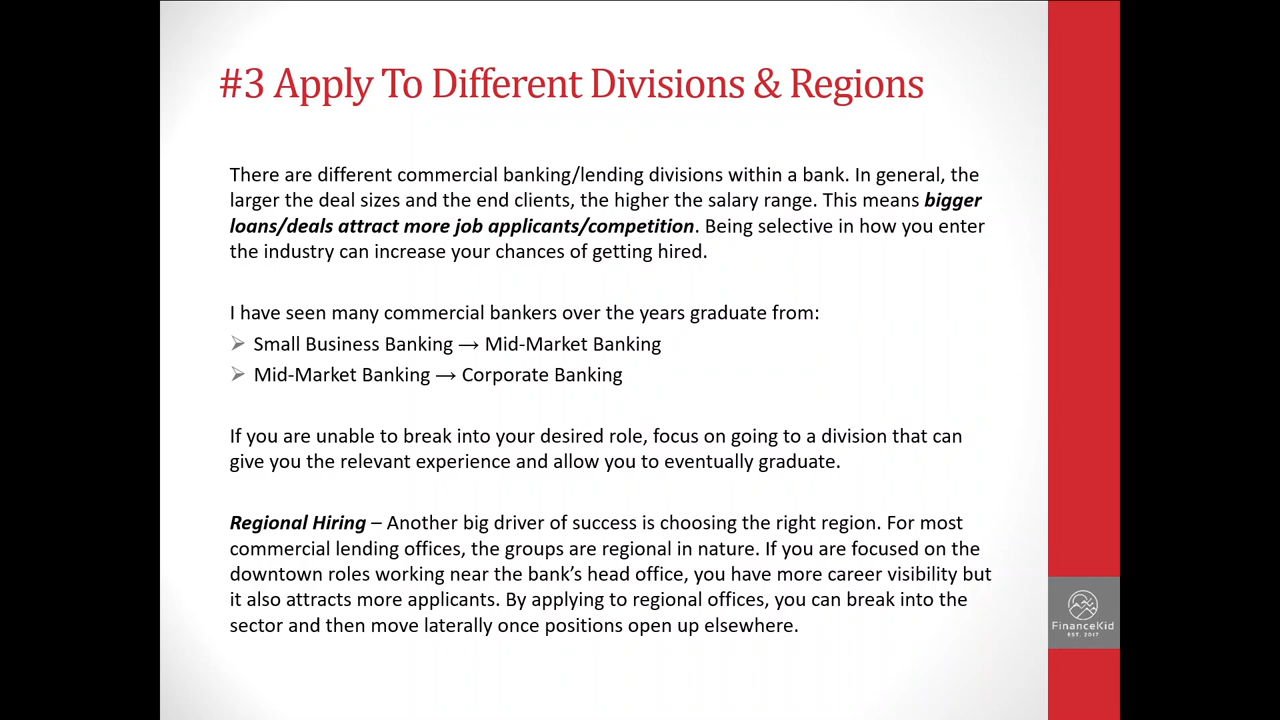 #3 Apply To Different Divisions & Regions
There are different commercial banking/lending divisions within a bank. In general, the
larger the deal sizes and the end clients, the higher the salary range. This means bigger
loans/deals attract more job applicants/competition. Being selective in how you enter
the industry can increase your chances of getting hired.
I have seen many commercial bankers over the years graduate from:
➢ Small Business Banking → Mid-Market Banking
➢ Mid-Market Banking → Corporate Banking
If you are unable to break into your desired role, focus on going to a division that can
give you the relevant experience and allow you to eventually graduate.
Regional Hiring – Another big driver of success is choosing the right region. For most
commercial lending offices, the groups are regional in nature. If you are focused on the
downtown roles working near the bank's head office, you have more career visibility but
it also attracts more applicants. By applying to regional offices, you can break into the
sector and then move laterally once positions open up elsewhere.
FinanceKid
EST. 2017